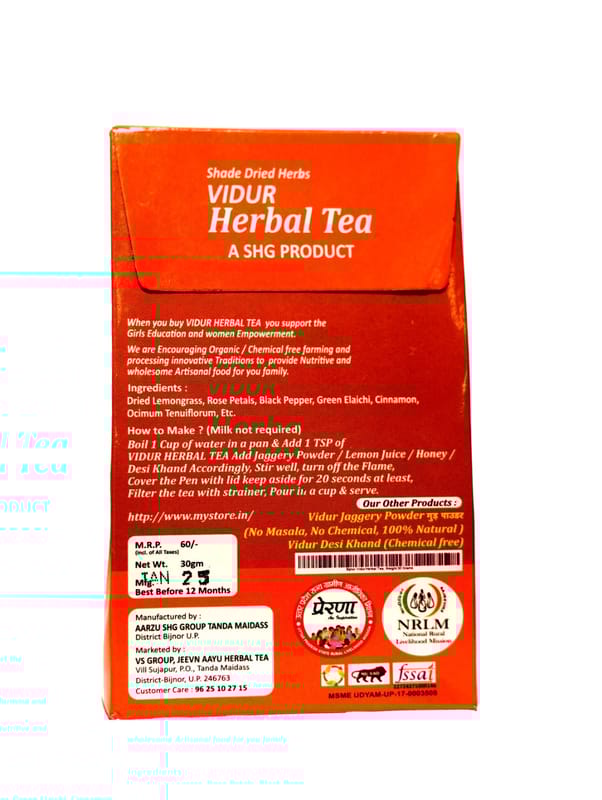 Shade Dried Herbs
VIDUR
Herbal Tea
A SHG PRODUCT
When you buy VIDUR HERBAL TEA you support the
Girls Education and women Empowerment.
We are Encouraging Organic / Chemical free farming and
processing innovative Traditions to provide Nutritive and
wholesome Artisanal food for you family.
Ingredients :
Dried Lemongrass, Rose Petals, Black Pepper, Green Elaichi, Cinnamon,
Ocimum Tenuiflorum, Etc.
How to Make ? (Milk not required)
Boil 1 Cup of water in a pan & Add 1 TSP of
VIDUR HERBAL TEA Add Jaggery Powder / Lemon Juice / Honey /
Desi Khand Accordingly, Stir well, turn off the Flame,
Cover the Pen with lid keep aside for 20 seconds at least,
Filter the tea with strainer, Pour in a cup & serve.
Our Other Products :
http://www.mystore.in/
Vidur Jaggery Powder गुड़ पाउडर
(No Masala, No Chemical, 100% Natural )
Vidur Desi Khand (Chemical free)
M.R.P. 60/-
(Incl. of All Taxes)
Net Wt. 30gm
Mfg. JAN 25
Best Before 12 Months
Manufactured by :
AARZU SHG GROUP TANDA MAIDASS
District Bijnor U.P.
Marketed by :
VS GROUP, JEEVN AAYU HERBAL TEA
Vill Sujapur, P.O., Tanda Maidass
District-Bijnor, U.P. 246763
Customer Care : 96 25 10 27 15
प्रेरणा
NRLM
National Rural
Livelihood Mission
fssai
MSME UDYAM-UP-17-0003505